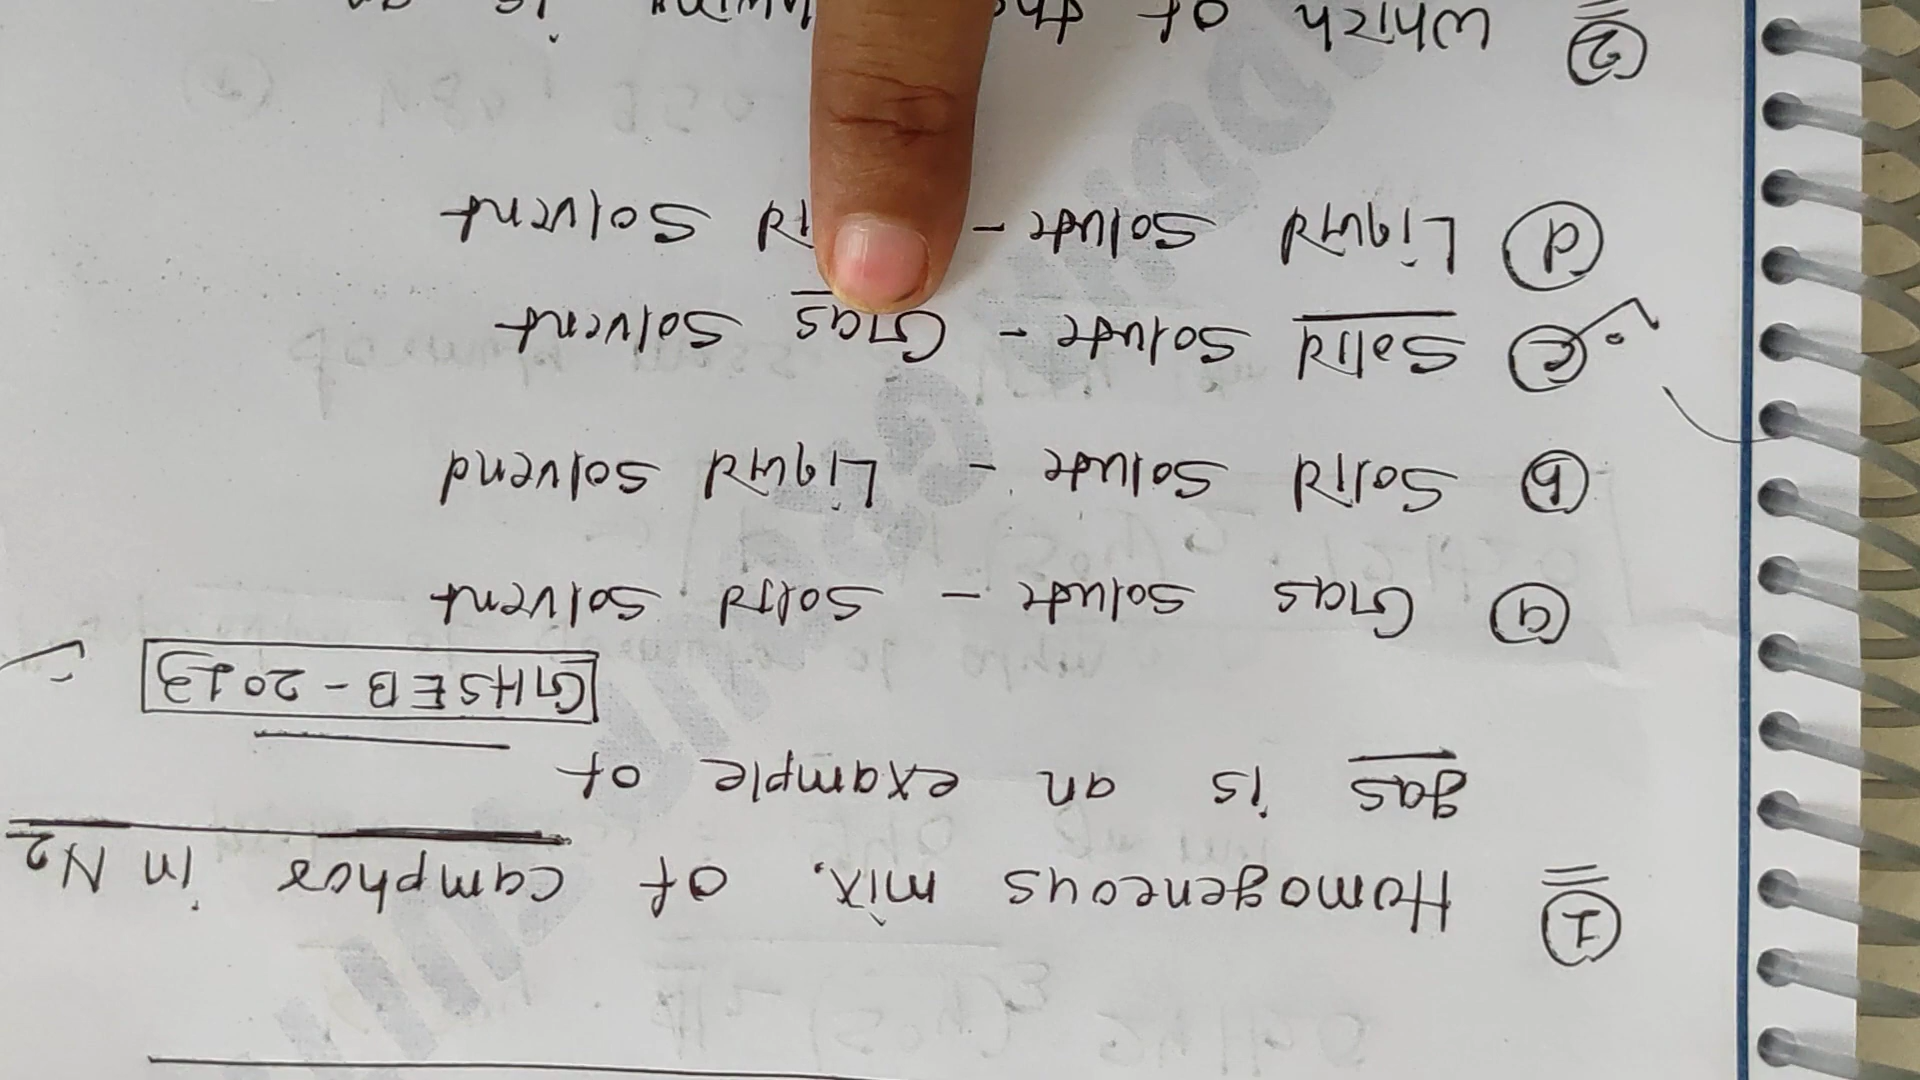 ① Homogeneous mix. of camphor in N2
gas is an example of
GHSEB - 2013
ⓐ Gas solute - solid solvent
ⓑ Solid solute - Liquid solvend
ⓒ Solid solute - Gas solvent
ⓓ Liquid solute - solvent
② Which of is